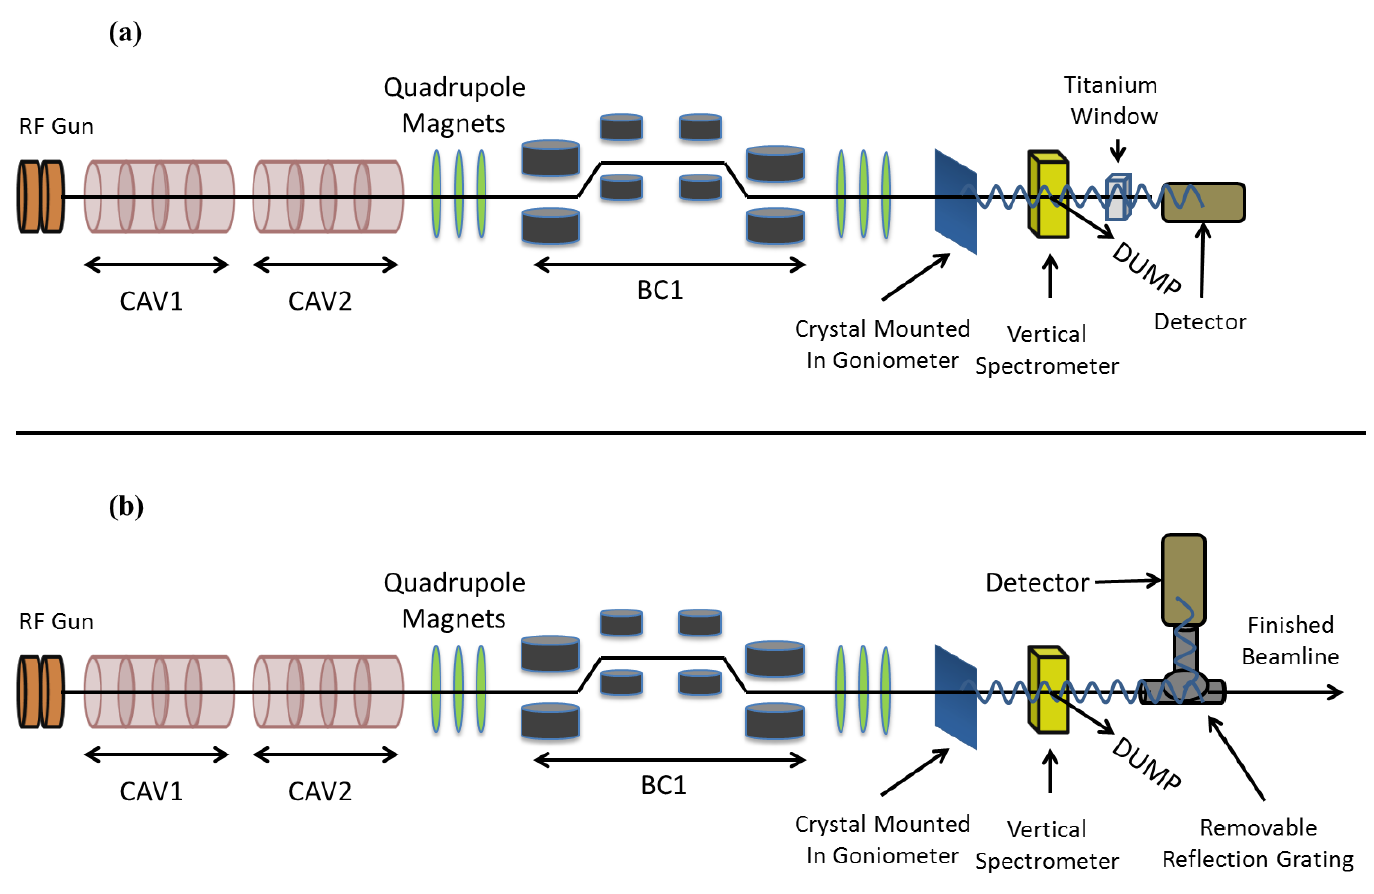 (a)
RF Gun
Quadrupole
Magnets
Titanium
Window
CAV1
CAV2
BC1
DUMP
Crystal Mounted
In Goniometer
Vertical
Spectrometer
Detector
(b)
RF Gun
Quadrupole
Magnets
Detector
Finished
Beamline
CAV1
CAV2
BC1
DUMP
Crystal Mounted
In Goniometer
Vertical
Spectrometer
Removable
Reflection Grating